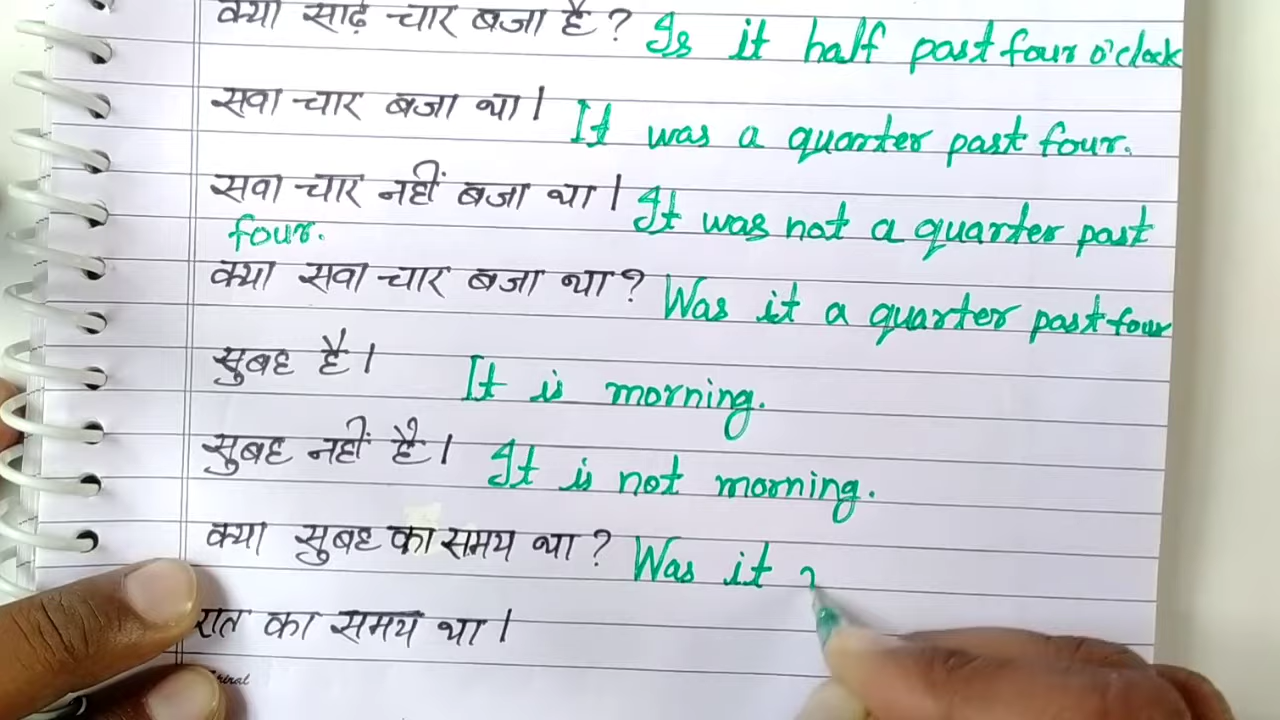 क्या साढ़े चार बजा है? Is it half past four o'clock
सवा चार बजा था। It was a quarter past four.
सवा चार नहीं बजा था। It was not a quarter past
four.
क्या सवा चार बजा था? Was it a quarter past four
सुबह है। It is morning.
सुबह नहीं है। It is not morning.
क्या सुबह का समय था? Was it
रात का समय था।